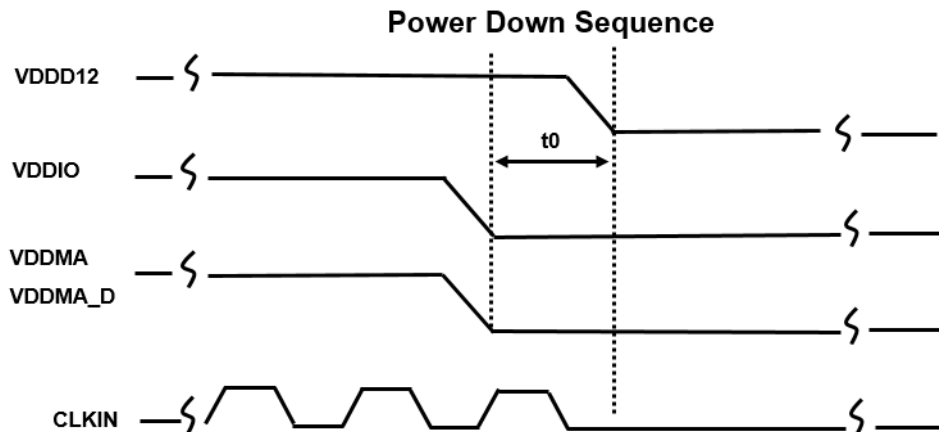 Power Down Sequence
VDDD12
t0
VDDIO
VDDMA
VDDMA_D
CLKIN